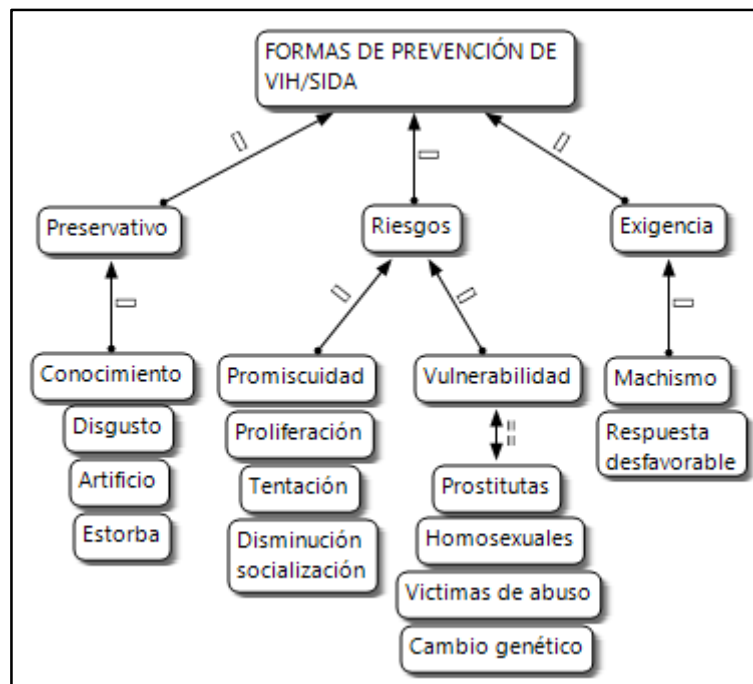 FORMAS DE PREVENCIÓN DE
VIH/SIDA
Preservativo
Riesgos
Exigencia
Conocimiento
Disgusto
Artificio
Estorba
Promiscuidad
Proliferación
Tentación
Disminución
socialización
Vulnerabilidad
Prostitutas
Homosexuales
Victimas de abuso
Cambio genético
Machismo
Respuesta
desfavorable